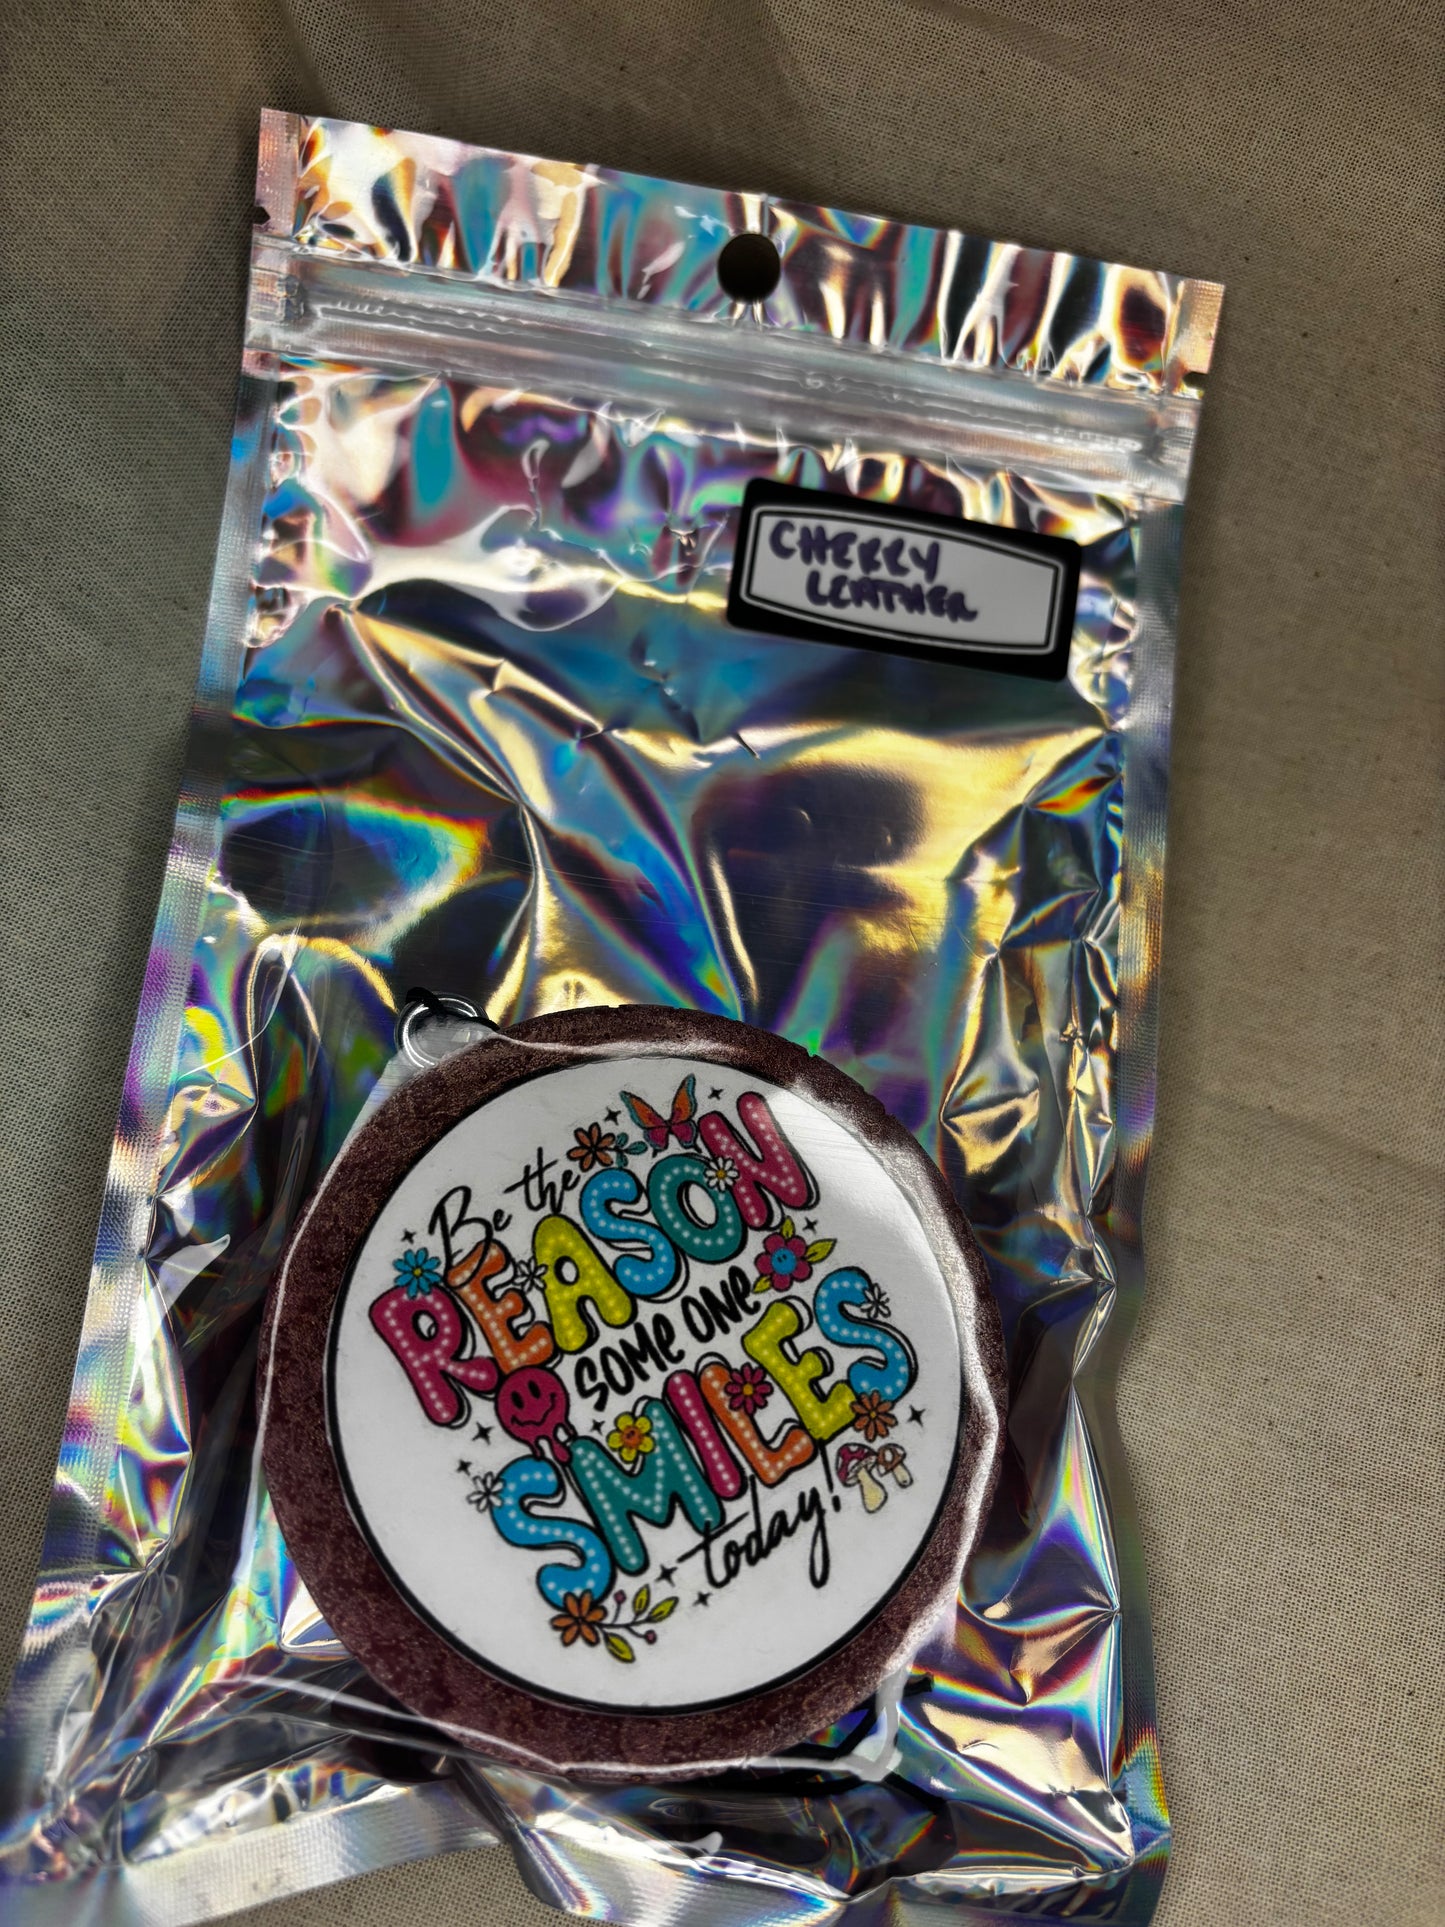 CHERRY
LEATHER
Be the
REASON
some one
SMILES
today!